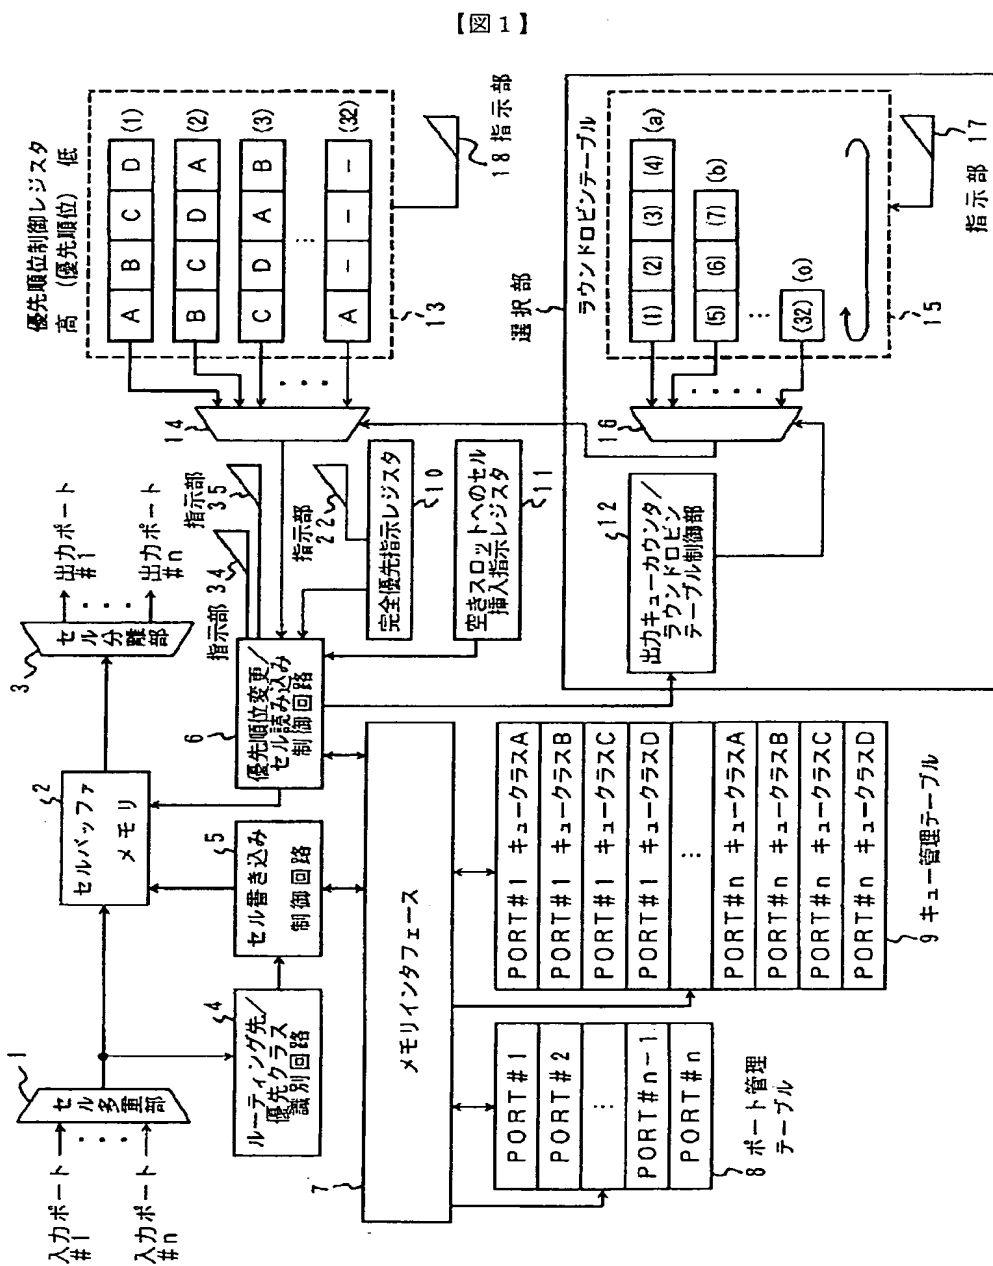 【図1】
入力ポート
#1
入力ポート
#n
1
セル多重部
2
セルバッファ
メモリ
3
セル分離部
出力ポート
#1
出力ポート
#n
4
ルーティング先/
優先クラス
識別回路
5
セル書き込み
制御回路
6
優先順位変更/
セル読み込み
制御回路
指示部 34
指示部
35
指示部
22
完全優先指示レジスタ
10
空きスロットへのセル
挿入指示レジスタ
11
14
優先順位制御レジスタ
高 (優先順位) 低
A B C D (1)
B C D A (2)
C D A B (3)
A - - - (32)
13
18 指示部
7
メモリインタフェース
PORT#1
PORT#2
PORT#n-1
PORT#n
8 ポート管理
テーブル
PORT#1 キュークラスA
PORT#1 キュークラスB
PORT#1 キュークラスC
PORT#1 キュークラスD
PORT#n キュークラスA
PORT#n キュークラスB
PORT#n キュークラスC
PORT#n キュークラスD
9 キュー管理テーブル
12
出力キューカウンタ/
ラウンドロビン
テーブル制御部
16
選択部
ラウンドロビンテーブル
(1) (2) (3) (4) (a)
(5) (6) (7) (b)
(32) (o)
15
指示部 17